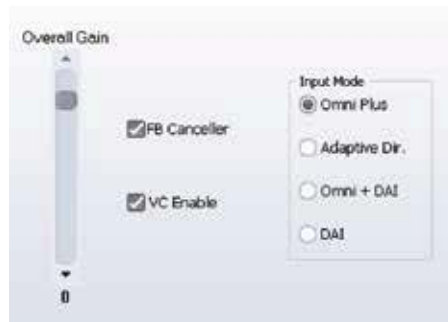 Overall Gain
FB Canceller
VC Enable
0
Input Mode
Omni Plus
Adaptive Dir.
Omni + DAI
DAI